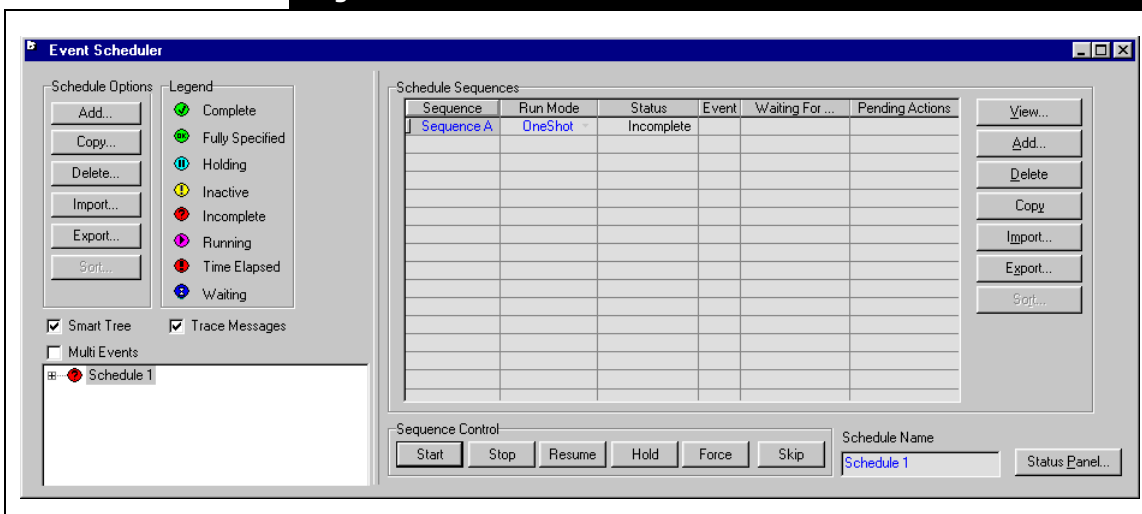 Event Scheduler
Schedule Options
Add...
Copy...
Delete...
Import...
Export...
Sort...
Legend
Complete
OK
Fully Specified
Holding
Inactive
Incomplete
Running
Time Elapsed
Waiting
Smart Tree
Trace Messages
Multi Events
Schedule 1
Schedule Sequences
Sequence Run Mode Status Event Waiting For ... Pending Actions
Sequence A OneShot Incomplete
View...
Add...
Delete
Copy
Import...
Export...
Sort...
Sequence Control
Start Stop Resume Hold Force Skip
Schedule Name
Schedule 1
Status Panel...